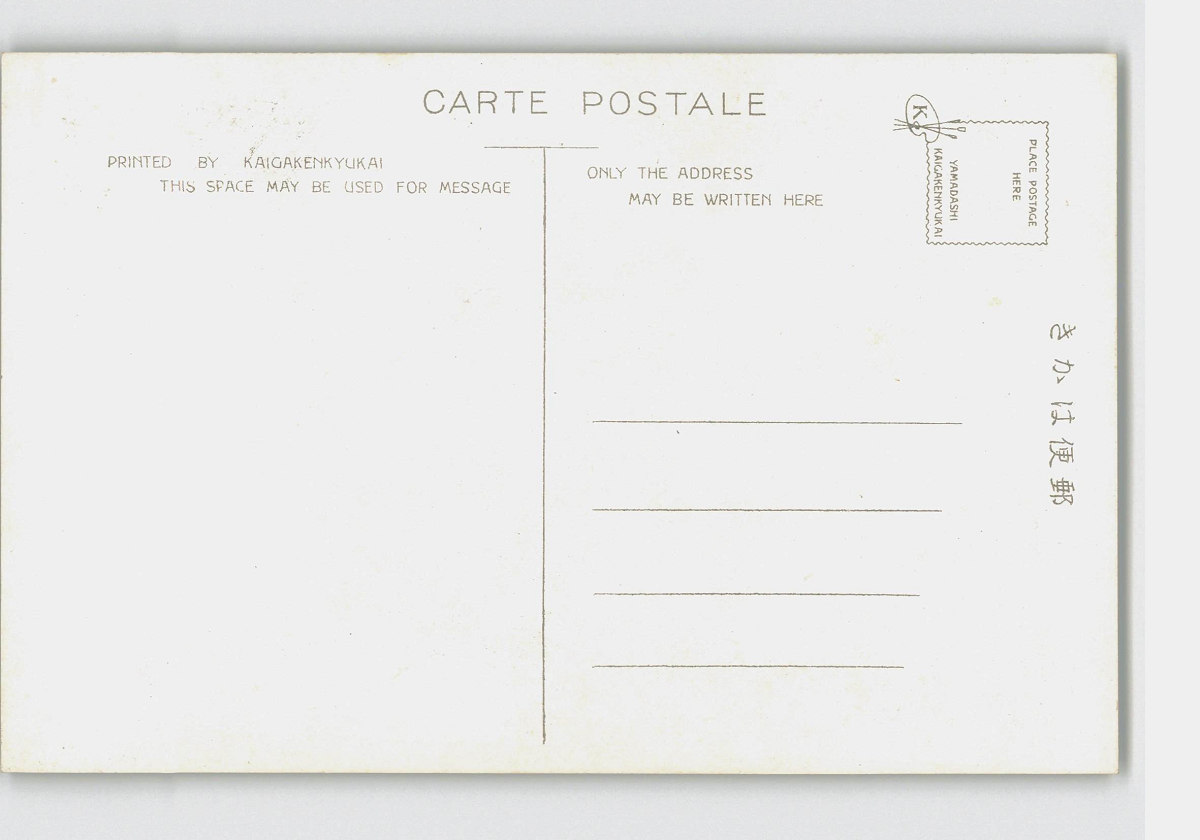 CARTE POSTALE
PRINTED BY KAIGAKENKYUKAI
THIS SPACE MAY BE USED FOR MESSAGE
ONLY THE ADDRESS
MAY BE WRITTEN HERE
K
PLACE POSTAGE
HERE
YAMADASHI
KAIGAKENKYUKAI
郵便はかき